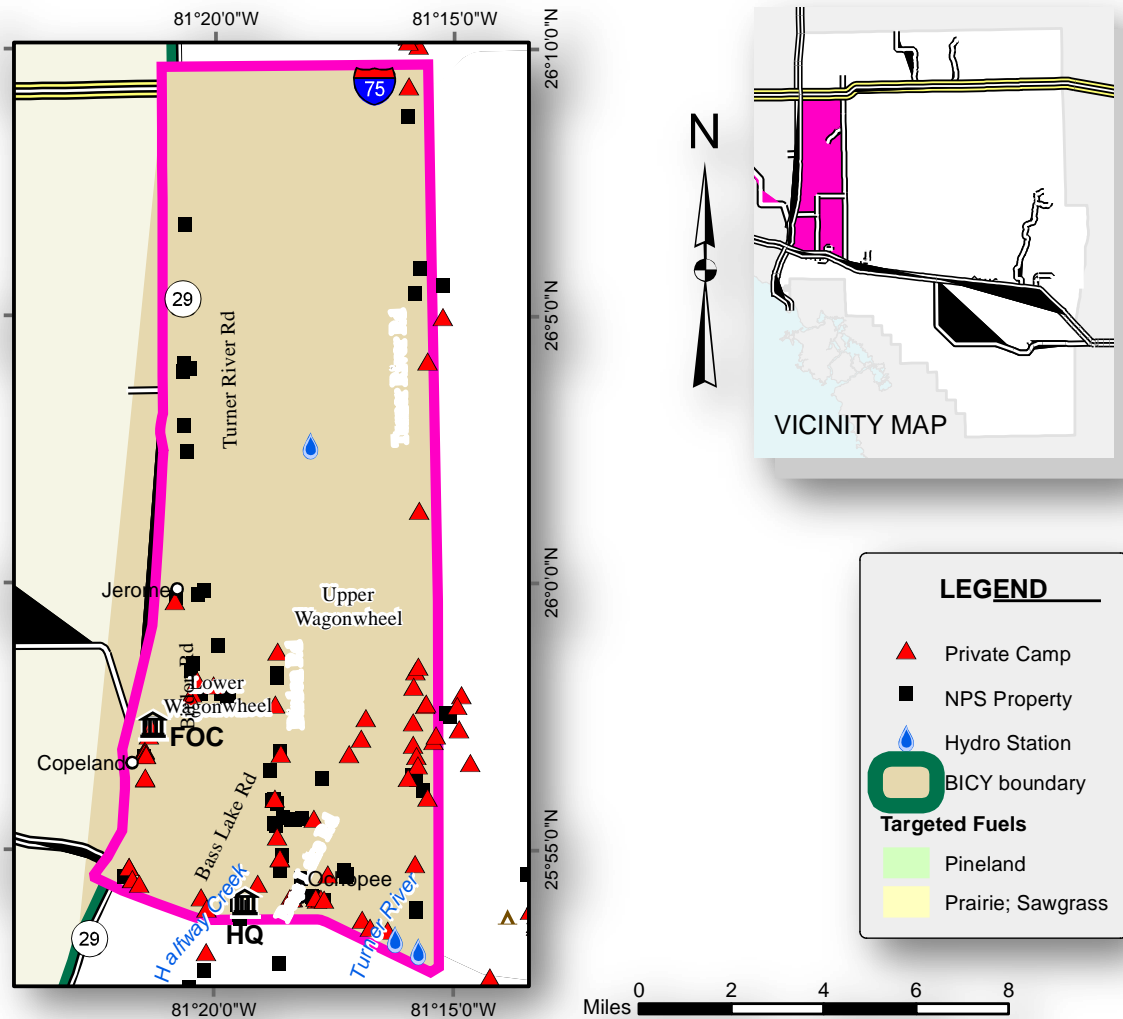 81°20'0"W
81°15'0"W
26°10'0"N
75
29
Turner River Rd
26°5'0"N
Jerome
Upper
Wagonwheel
26°0'0"N
Lower
Wagonwheel
FOC
Copeland
Bass Lake Rd
25°55'0"N
Ochopee
Halfway Creek
HQ
Turner River
29
81°20'0"W
81°15'0"W
N
VICINITY MAP
LEGEND
Private Camp
NPS Property
Hydro Station
BICY boundary
Targeted Fuels
Pineland
Prairie; Sawgrass
Miles
0 2 4 6 8